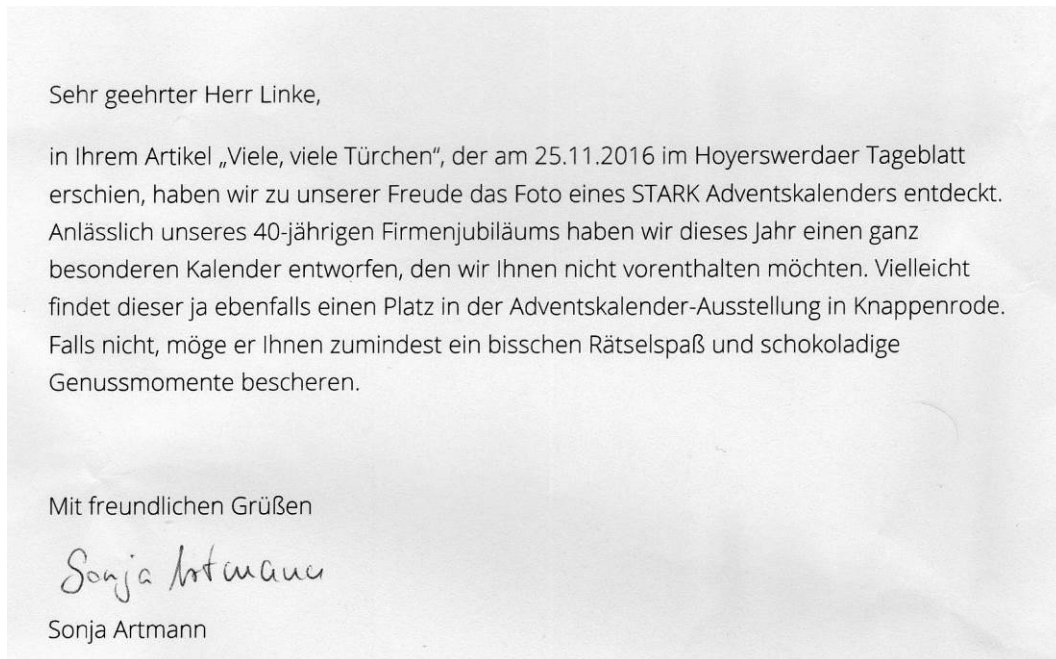 Sehr geehrter Herr Linke,
in Ihrem Artikel „Viele, viele Türchen“, der am 25.11.2016 im Hoyerswerdaer Tageblatt
erschien, haben wir zu unserer Freude das Foto eines STARK Adventskalenders entdeckt.
Anlässlich unseres 40-jährigen Firmenjubiläums haben wir dieses Jahr einen ganz
besonderen Kalender entworfen, den wir Ihnen nicht vorenthalten möchten. Vielleicht
findet dieser ja ebenfalls einen Platz in der Adventskalender-Ausstellung in Knappenrode.
Falls nicht, möge er Ihnen zumindest ein bisschen Rätselspaß und schokoladige
Genussmomente bescheren.
Mit freundlichen Grüßen
Sonja Artmann
Sonja Artmann